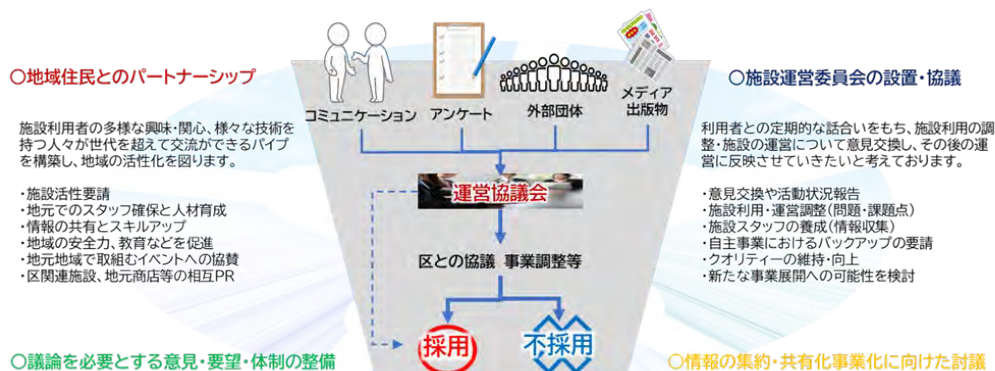 ○地域住民とのパートナーシップ
施設利用者の多様な興味・関心、様々な技術を
持つ人々が世代を超えて交流ができるパイプ
を構築し、地域の活性化を図ります。
・施設活性要請
・地元でのスタッフ確保と人材育成
・情報の共有とスキルアップ
・地域の安全力、教育などを促進
・地元地域で取組むイベントへの協賛
・区関連施設、地元商店等の相互PR
コミュニケーション
アンケート
外部団体
メディア
出版物
運営協議会
区との協議 事業調整等
採用
不採用
○施設運営委員会の設置・協議
利用者との定期的な話合いをもち、施設利用の調
整・施設の運営について意見交換し、その後の運
営に反映させていきたいと考えております。
・意見交換や活動状況報告
・施設利用・運営調整(問題・課題点)
・施設スタッフの養成(情報収集)
・自主事業におけるバックアップの要請
・クオリティーの維持・向上
・新たな事業展開への可能性を検討
○議論を必要とする意見・要望・体制の整備
○情報の集約・共有化事業化に向けた討議